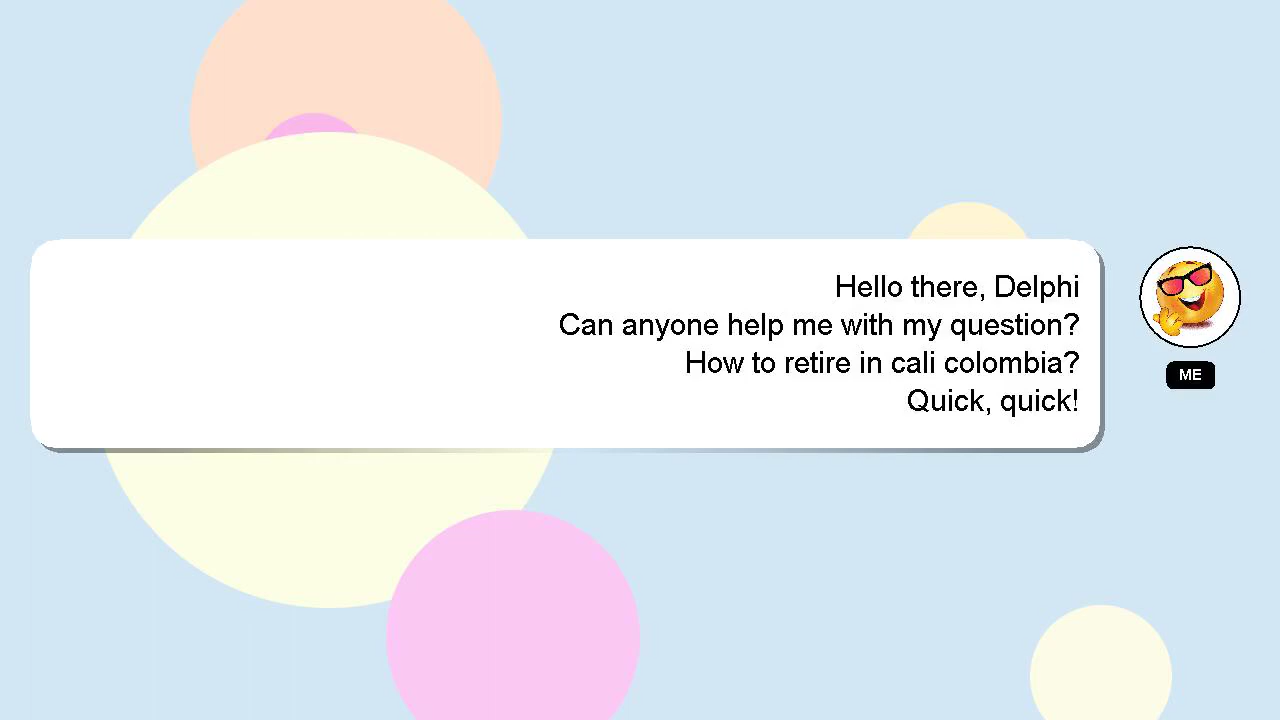 Hello there, Delphi
Can anyone help me with my question?
How to retire in cali colombia?
Quick, quick!
ME